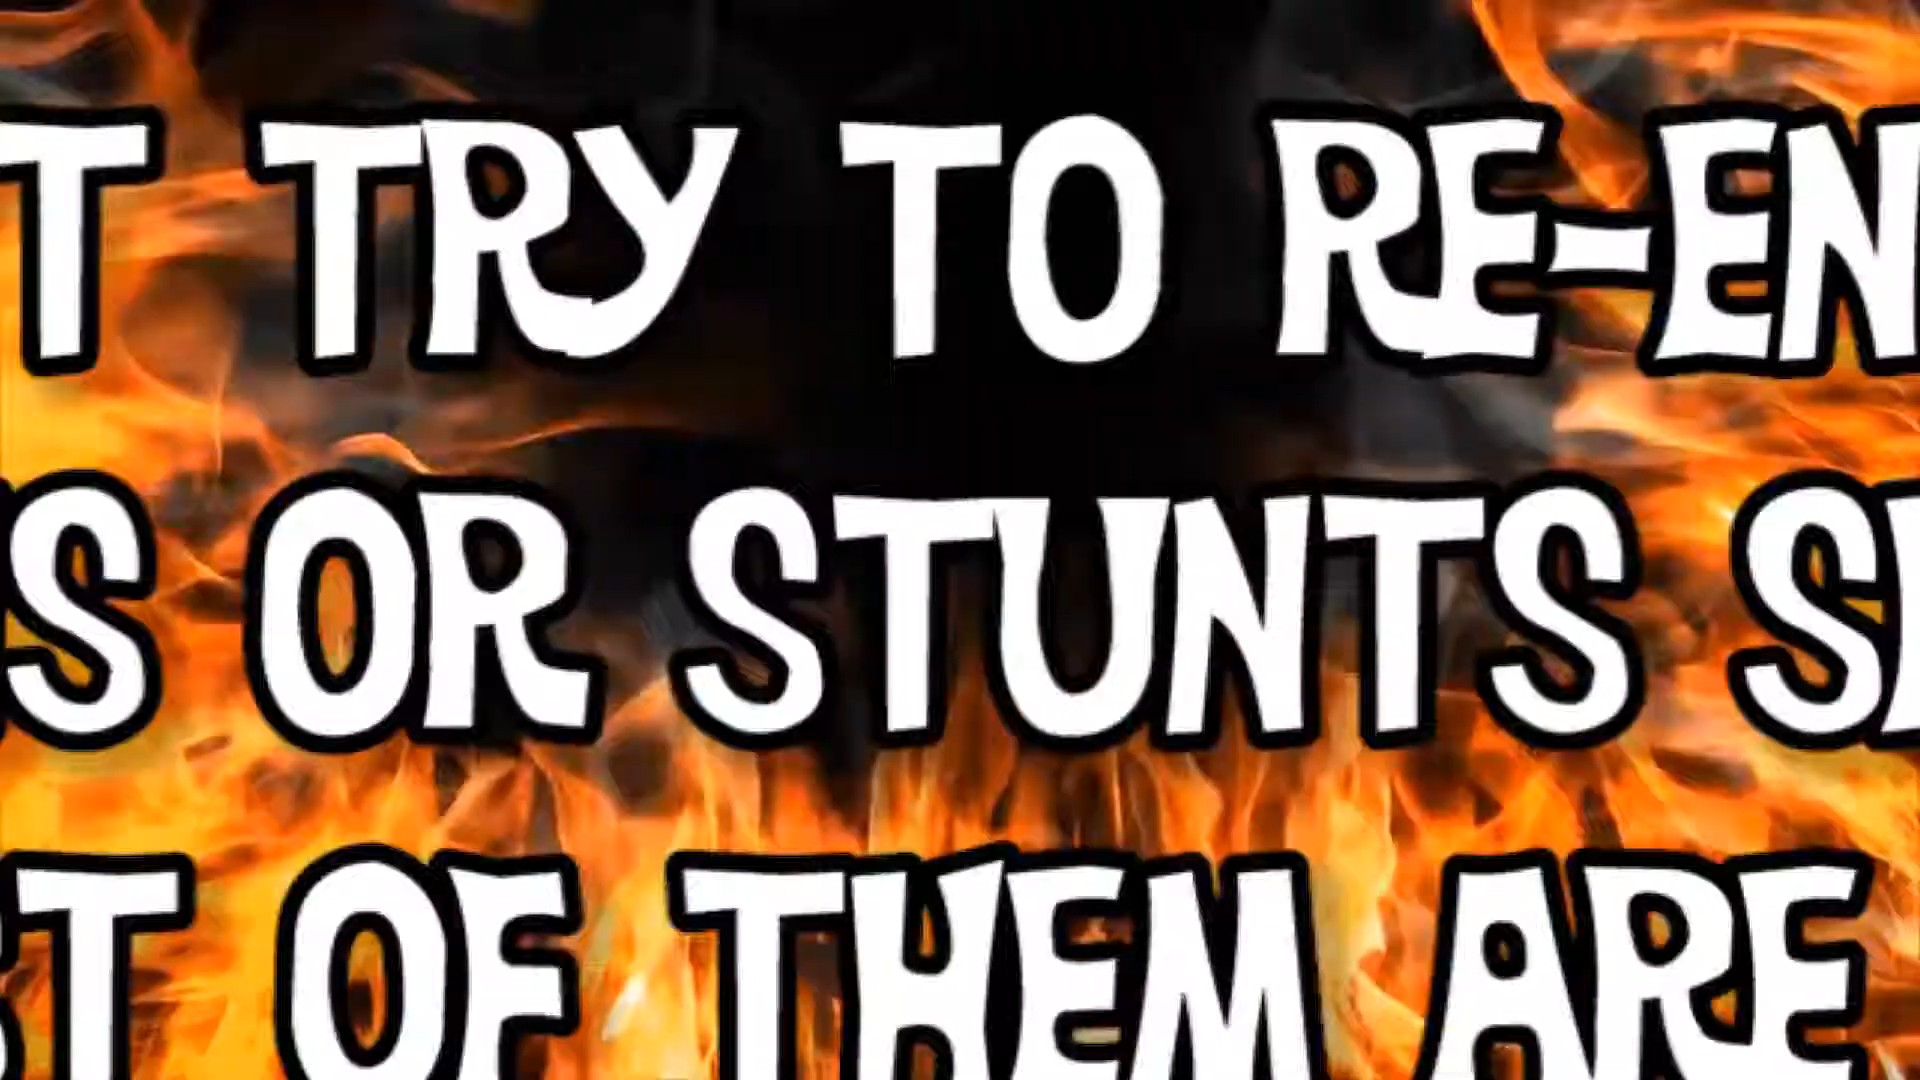 T TRY TO RE-EN
S OR STUNTS S
T OF THEM ARE